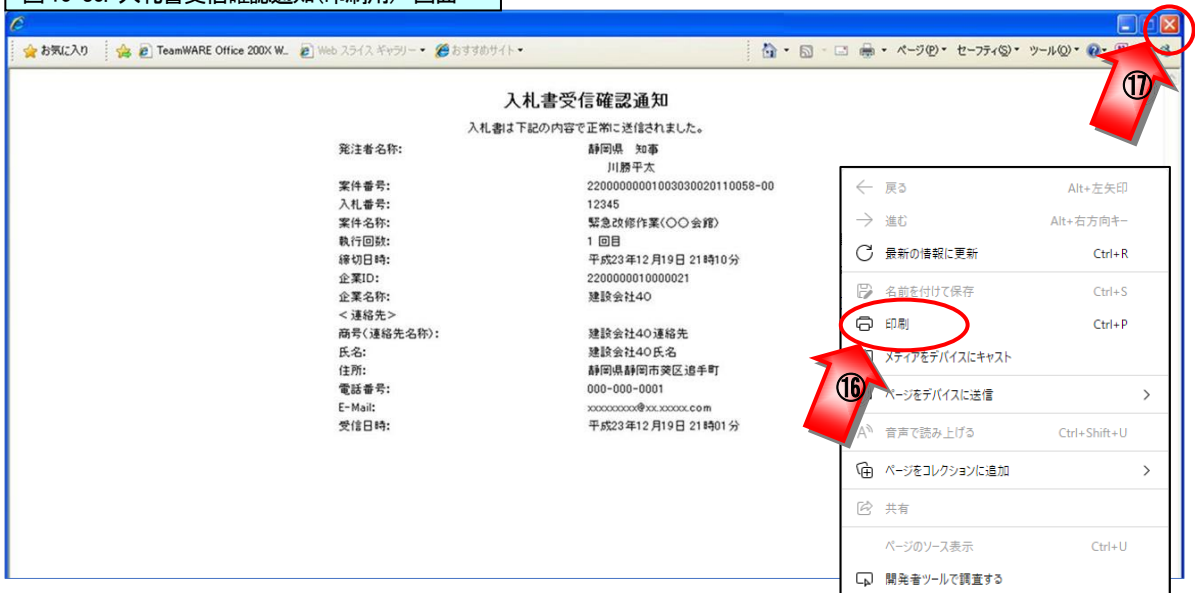 入札書受信確認通知(印刷用) 画面
お気に入り TeamWARE Office 200X W... Web スライス ギャラリー おすすめサイト ページ(P) セーフティ(S) ツール(O)
⑰
入札書受信確認通知
入札書は下記の内容で正常に送信されました。
発注者名称: 静岡県 知事
川勝平太
案件番号: 22000000001003030020110058-00
入札番号: 12345
案件名称: 緊急改修作業(〇〇会館)
執行回数: 1 回目
締切日時: 平成23年12月19日 21時10分
企業ID: 2200000010000021
企業名称: 建設会社40
<連絡先>
商号(連絡先名称): 建設会社40連絡先
氏名: 建設会社40氏名
住所: 静岡県静岡市葵区追手町
電話番号: 000-000-0001
E-Mail: xxxxxxxxx@xx.xxxxx.com
受信日時: 平成23年12月19日 21時01分
戻る Alt+左矢印
進む Alt+右方向キー
最新の情報に更新 Ctrl+R
名前を付けて保存 Ctrl+S
印刷 Ctrl+P
メディアをデバイスにキャスト
⑯
ページをデバイスに送信
音声で読み上げる Ctrl+Shift+U
ページをコレクションに追加
共有
ページのソース表示 Ctrl+U
開発者ツールで調査する